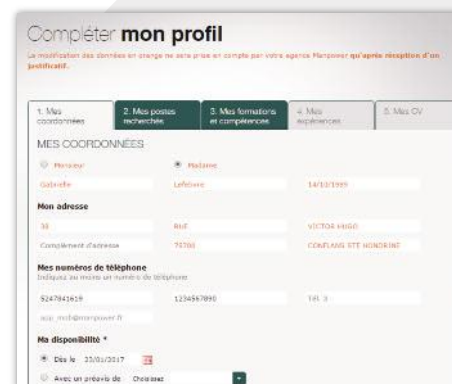 Compléter mon profil
La modification des données en orange ne sera prise en compte par votre agence Manpower qu'après réception d'un
justificatif.
1. Mes coordonnées
2. Mes postes recherchés
3. Mes formations et compétences
4. Mes expériences
5. Mes CV
MES COORDONNÉES
Monsieur Madame
Gabrielle Lefebvre 14/10/1999
Mon adresse
30 RUE VICTOR HUGO
Complément d'adresse 78700 CONFLANS STE HONORINE
Mes numéros de téléphone
Indiquez au moins un numéro de téléphone
5247841619 1234567890 Tél. 3
app_mob@manpower.fr
Ma disponibilité *
Dès le 23/01/2017
Avec un préavis de Choisissez